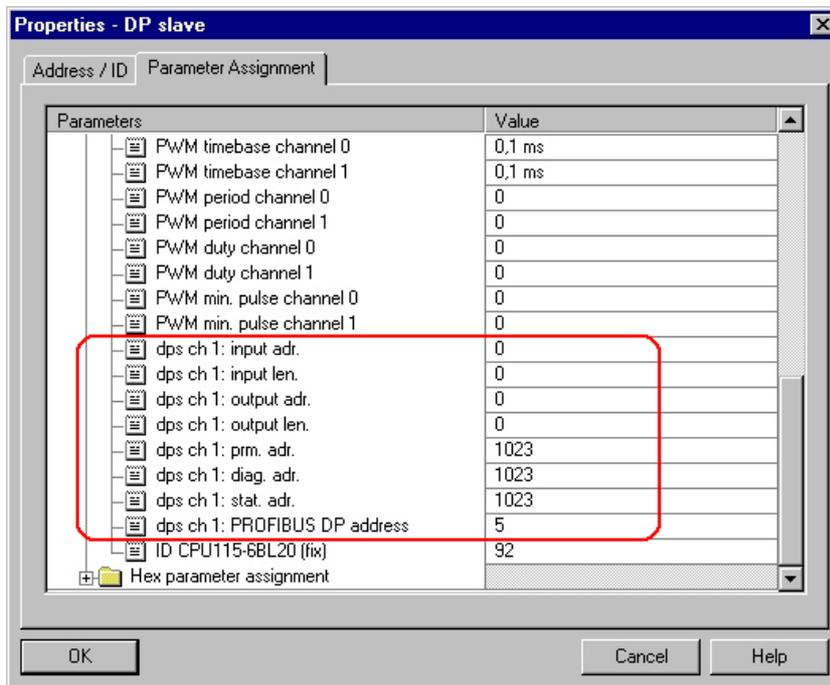 Properties - DP slave
Address / ID Parameter Assignment
Parameters Value
PWM timebase channel 0 0,1 ms
PWM timebase channel 1 0,1 ms
PWM period channel 0 0
PWM period channel 1 0
PWM duty channel 0 0
PWM duty channel 1 0
PWM min. pulse channel 0 0
PWM min. pulse channel 1 0
dps ch 1: input adr. 0
dps ch 1: input len. 0
dps ch 1: output adr. 0
dps ch 1: output len. 0
dps ch 1: prm. adr. 1023
dps ch 1: diag. adr. 1023
dps ch 1: stat. adr. 1023
dps ch 1: PROFIBUS DP address 5
ID CPU115-6BL20 (fix) 92
Hex parameter assignment
OK Cancel Help